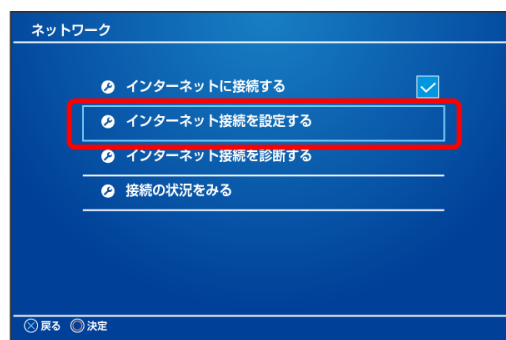 ネットワーク
インターネットに接続する
インターネット接続を設定する
インターネット接続を診断する
接続の状況をみる
戻る 決定